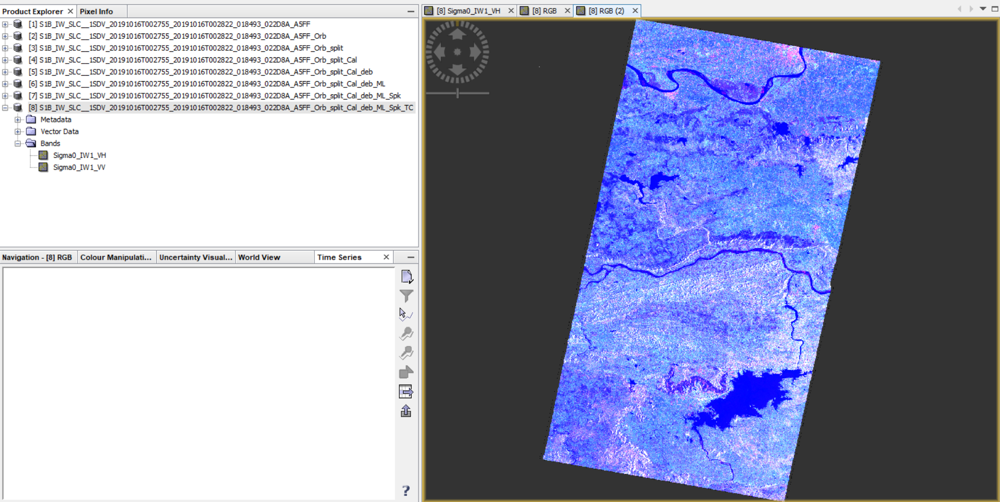 Product Explorer Pixel Info
[1] S1B_IW_SLC__1SDV_20191016T002755_20191016T002822_018493_022D8A_A5FF
[2] S1B_IW_SLC__1SDV_20191016T002755_20191016T002822_018493_022D8A_A5FF_Orb
[3] S1B_IW_SLC__1SDV_20191016T002755_20191016T002822_018493_022D8A_A5FF_Orb_split
[4] S1B_IW_SLC__1SDV_20191016T002755_20191016T002822_018493_022D8A_A5FF_Orb_split_Cal
[5] S1B_IW_SLC__1SDV_20191016T002755_20191016T002822_018493_022D8A_A5FF_Orb_split_Cal_deb
[6] S1B_IW_SLC__1SDV_20191016T002755_20191016T002822_018493_022D8A_A5FF_Orb_split_Cal_deb_ML
[7] S1B_IW_SLC__1SDV_20191016T002755_20191016T002822_018493_022D8A_A5FF_Orb_split_Cal_deb_ML_Spk
[8] S1B_IW_SLC__1SDV_20191016T002755_20191016T002822_018493_022D8A_A5FF_Orb_split_Cal_deb_ML_Spk_TC
Metadata
Vector Data
Bands
Sigma0_IW1_VH
Sigma0_IW1_VV
Navigation - [8] RGB Colour Manipulati... Uncertainty Visual... World View Time Series
?
[8] Sigma0_IW1_VH [8] RGB [8] RGB (2)